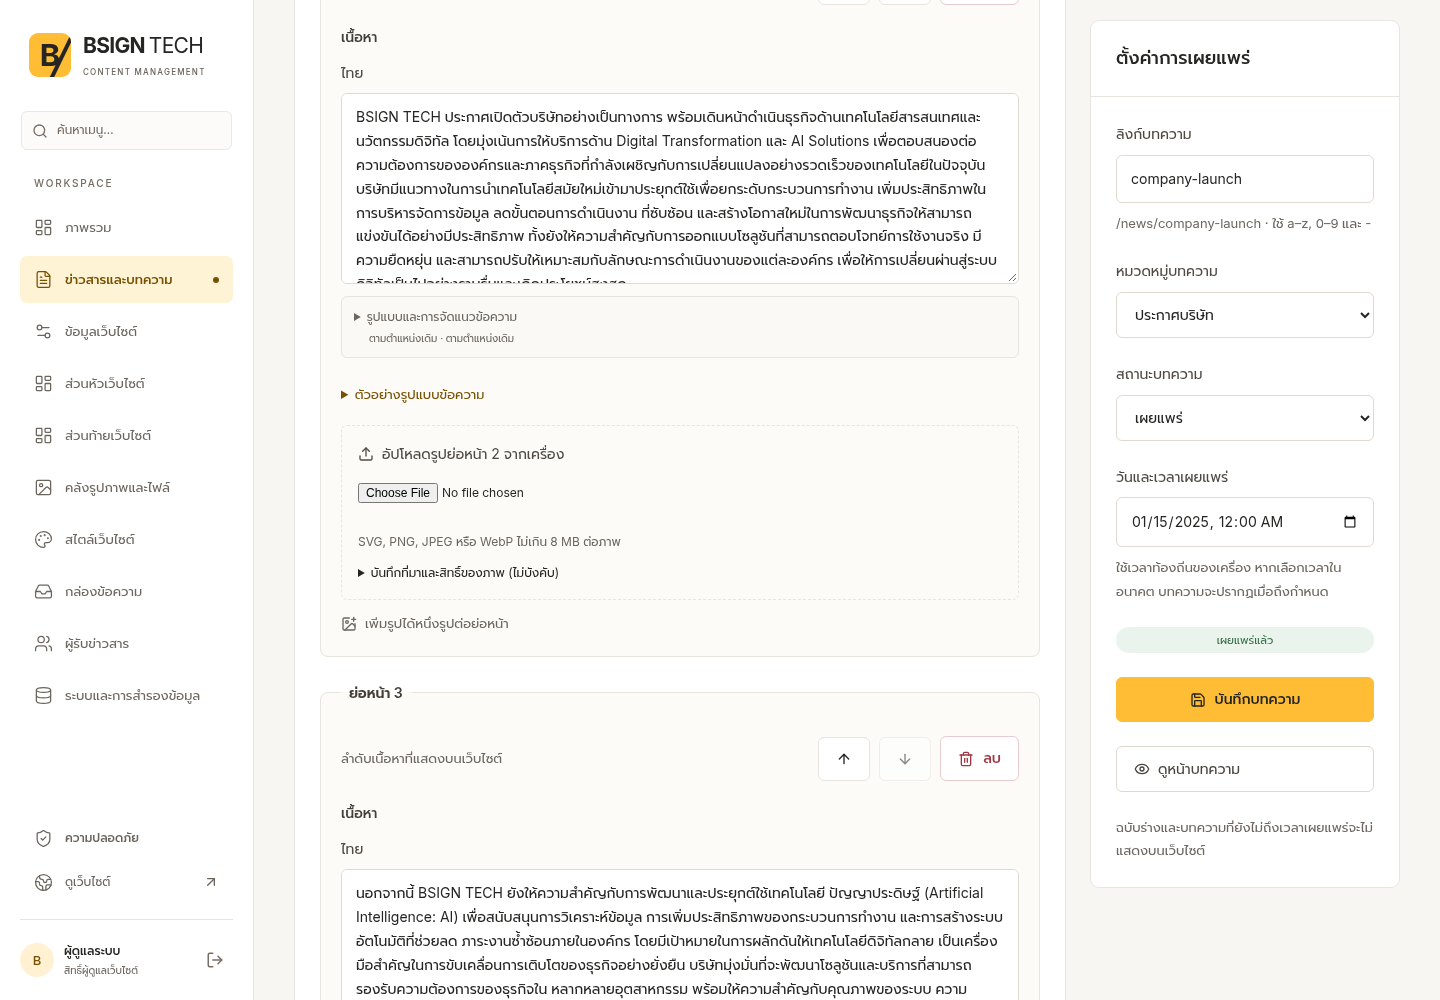 BSIGN TECH
CONTENT MANAGEMENT
ค้นหาเมนู...
WORKSPACE
ภาพรวม
ข่าวสารและบทความ
ข้อมูลเว็บไซต์
ส่วนหัวเว็บไซต์
ส่วนท้ายเว็บไซต์
คลังรูปภาพและไฟล์
สไตล์เว็บไซต์
กล่องข้อความ
ผู้รับข่าวสาร
ระบบและการสำรองข้อมูล
ความปลอดภัย
ดูเว็บไซต์
B
ผู้ดูแลระบบ
สิทธิ์ผู้ดูแลเว็บไซต์
เนื้อหา
ไทย
BSIGN TECH ประกาศเปิดตัวบริษัทอย่างเป็นทางการ พร้อมเดินหน้าดำเนินธุรกิจด้านเทคโนโลยีสารสนเทศและ
นวัตกรรมดิจิทัล โดยมุ่งเน้นการให้บริการด้าน Digital Transformation และ AI Solutions เพื่อตอบสนองต่อ
ความต้องการขององค์กรและภาคธุรกิจที่กำลังเผชิญกับการเปลี่ยนแปลงอย่างรวดเร็วของเทคโนโลยีในปัจจุบัน
บริษัทมีแนวทางในการนำเทคโนโลยีสมัยใหม่เข้ามาประยุกต์ใช้เพื่อยกระดับกระบวนการทำงาน เพิ่มประสิทธิภาพใน
การบริหารจัดการข้อมูล ลดขั้นตอนการดำเนินงาน ที่ซับซ้อน และสร้างโอกาสใหม่ในการพัฒนาธุรกิจให้สามารถ
แข่งขันได้อย่างมีประสิทธิภาพ ทั้งยังให้ความสำคัญกับการออกแบบโซลูชันที่สามารถตอบโจทย์การใช้งานจริง มี
ความยืดหยุ่น และสามารถปรับให้เหมาะสมกับลักษณะการดำเนินงานของแต่ละองค์กร เพื่อให้การเปลี่ยนผ่านสู่ระบบ
ดิจิทัลเป็นไปอย่างราบรื่นและเกิดประโยชน์สูงสุด
รูปแบบและการจัดแนวข้อความ
ตามตำแหน่งเดิม · ตามตำแหน่งเดิม
ตัวอย่างรูปแบบข้อความ
อัปโหลดรูปย่อหน้า 2 จากเครื่อง
Choose File No file chosen
SVG, PNG, JPEG หรือ WebP ไม่เกิน 8 MB ต่อภาพ
บันทึกที่มาและสิทธิ์ของภาพ (ไม่บังคับ)
เพิ่มรูปได้หนึ่งรูปต่อย่อหน้า
ย่อหน้า 3
ลำดับเนื้อหาที่แสดงบนเว็บไซต์
ลบ
เนื้อหา
ไทย
นอกจากนี้ BSIGN TECH ยังให้ความสำคัญกับการพัฒนาและประยุกต์ใช้เทคโนโลยี ปัญญาประดิษฐ์ (Artificial
Intelligence: AI) เพื่อสนับสนุนการวิเคราะห์ข้อมูล การเพิ่มประสิทธิภาพของกระบวนการทำงาน และการสร้างระบบ
อัตโนมัติที่ช่วยลด ภาระงานซ้ำซ้อนภายในองค์กร โดยมีเป้าหมายในการผลักดันให้เทคโนโลยีดิจิทัลกลาย เป็นเครื่อง
มือสำคัญในการขับเคลื่อนการเติบโตของธุรกิจอย่างยั่งยืน บริษัทมุ่งมั่นที่จะพัฒนาโซลูชันและบริการที่สามารถ
รองรับความต้องการของธุรกิจใน หลากหลายอุตสาหกรรม พร้อมให้ความสำคัญกับคุณภาพของระบบ ความ
ตั้งค่าการเผยแพร่
ลิงก์บทความ
company-launch
/news/company-launch · ใช้ a–z, 0–9 และ -
หมวดหมู่บทความ
ประกาศบริษัท
สถานะบทความ
เผยแพร่
วันและเวลาเผยแพร่
01/15/2025, 12:00 AM
ใช้เวลาท้องถิ่นของเครื่อง หากเลือกเวลาใน
อนาคต บทความจะปรากฏเมื่อถึงกำหนด
เผยแพร่แล้ว
บันทึกบทความ
ดูหน้าบทความ
ฉบับร่างและบทความที่ยังไม่ถึงเวลาเผยแพร่จะไม่
แสดงบนเว็บไซต์